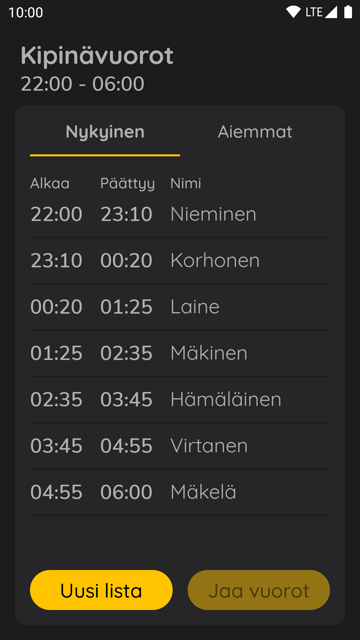 10:00 LTE
Kipinävuorot
22:00 - 06:00
Nykyinen Aiemmat
Alkaa Päättyy Nimi
22:00 23:10 Nieminen
23:10 00:20 Korhonen
00:20 01:25 Laine
01:25 02:35 Mäkinen
02:35 03:45 Hämäläinen
03:45 04:55 Virtanen
04:55 06:00 Mäkelä
Uusi lista Jaa vuorot